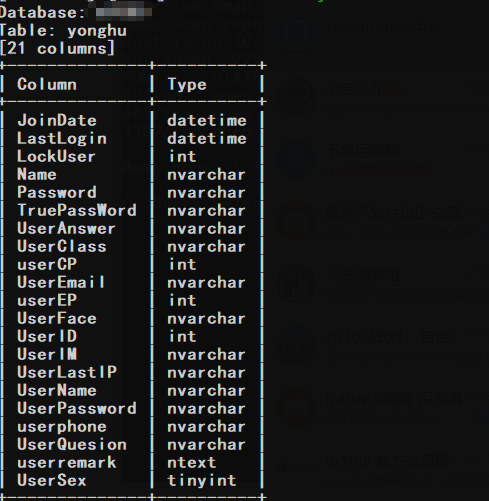 Database:
Table: yonghu
[21 columns]
+--------------+----------+
| Column | Type |
+--------------+----------+
| JoinDate | datetime |
| LastLogin | datetime |
| LockUser | int |
| Name | nvarchar |
| Password | nvarchar |
| TruePassWord | nvarchar |
| UserAnswer | nvarchar |
| UserClass | nvarchar |
| userCP | int |
| UserEmail | nvarchar |
| userEP | int |
| UserFace | nvarchar |
| UserID | int |
| UserIM | nvarchar |
| UserLastIP | nvarchar |
| UserName | nvarchar |
| UserPassword | nvarchar |
| userphone | nvarchar |
| UserQuesion | nvarchar |
| userremark | ntext |
| UserSex | tinyint |
+--------------+----------+